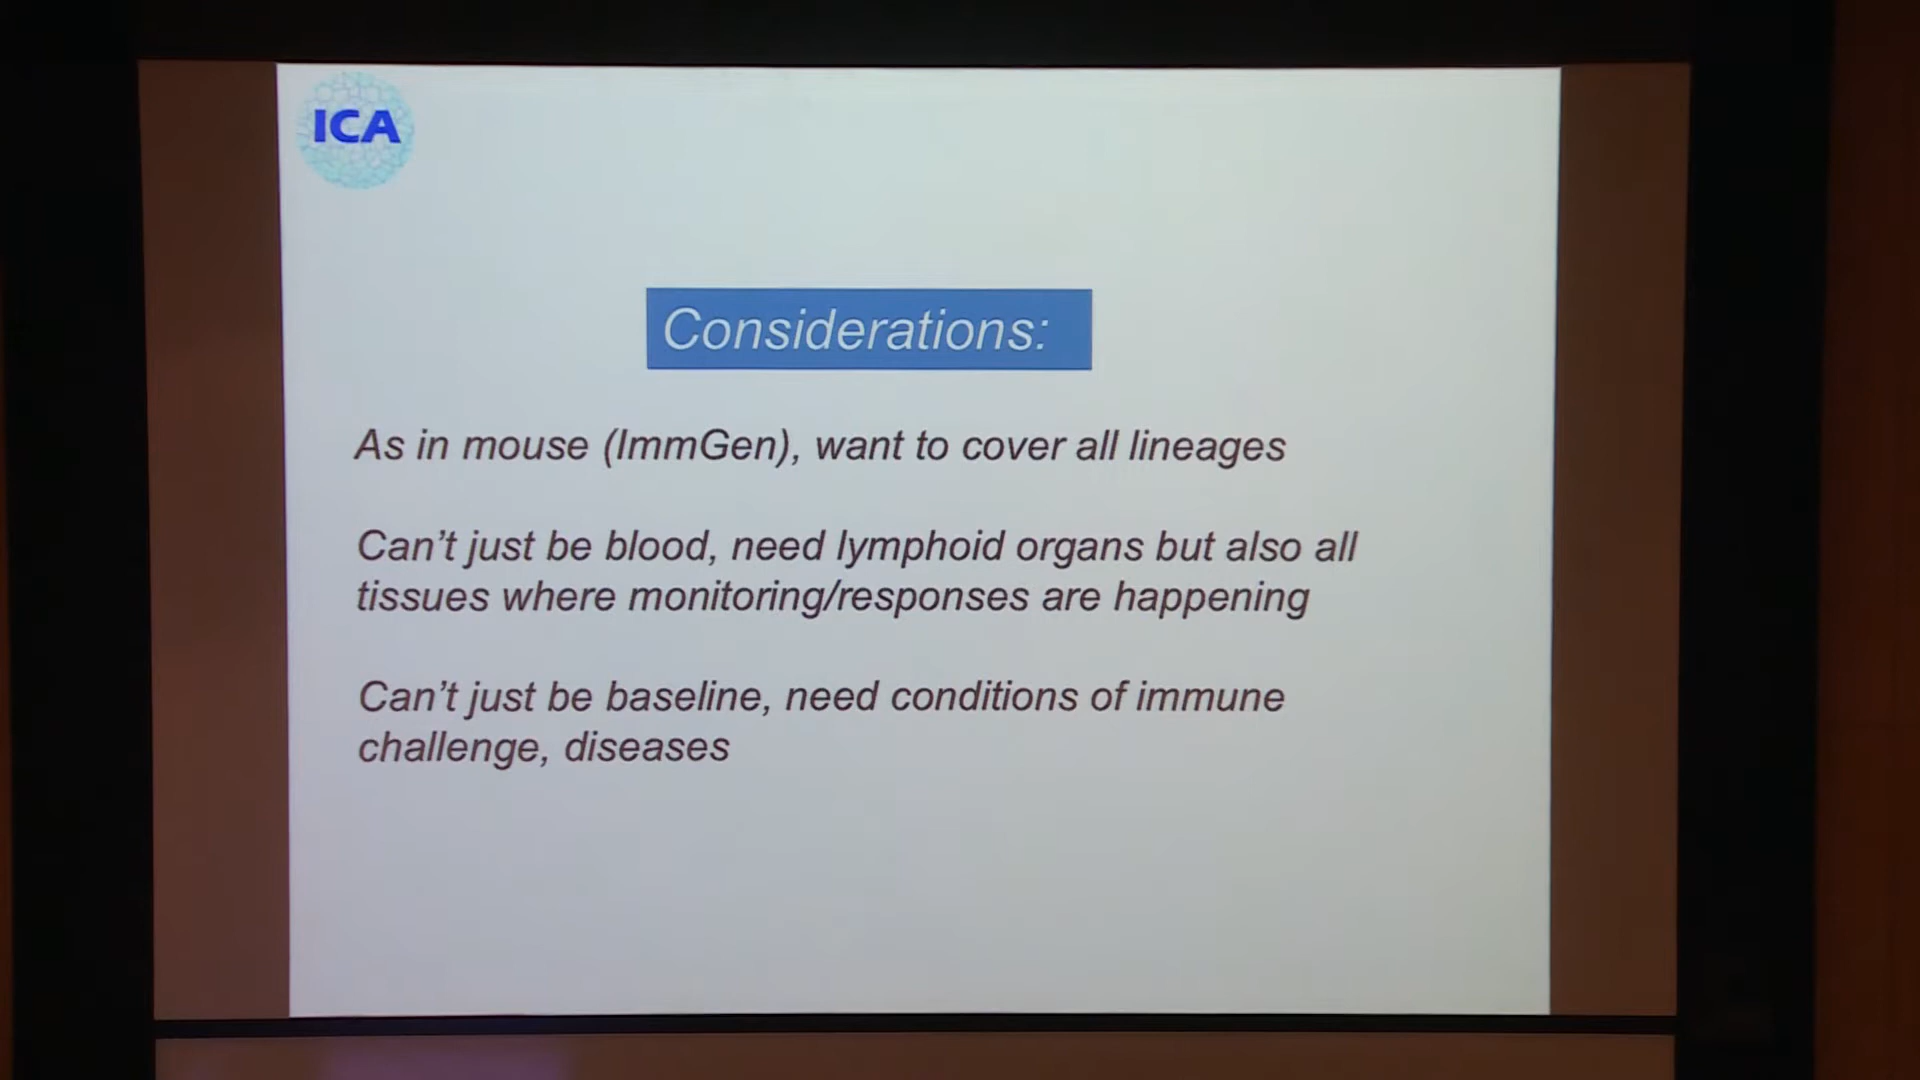 ICA
Considerations:
As in mouse (ImmGen), want to cover all lineages
Can’t just be blood, need lymphoid organs but also all
tissues where monitoring/responses are happening
Can’t just be baseline, need conditions of immune
challenge, diseases